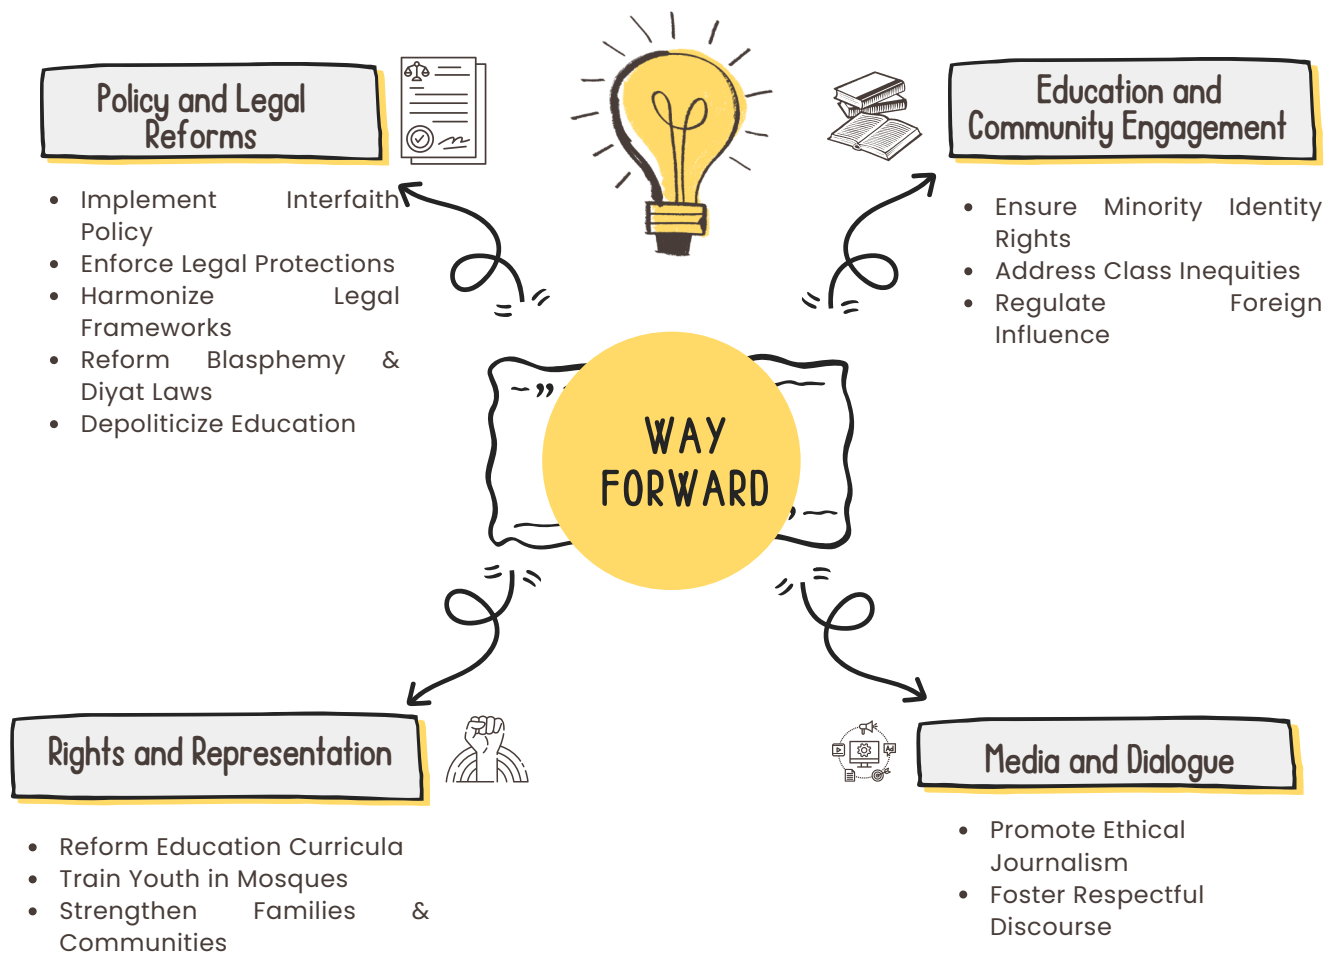 Policy and Legal
Reforms
• Implement Interfaith
Policy
• Enforce Legal Protections
• Harmonize Legal
Frameworks
• Reform Blasphemy &
Diyat Laws
• Depoliticize Education
Education and
Community Engagement
• Ensure Minority Identity
Rights
• Address Class Inequities
• Regulate Foreign
Influence
WAY
FORWARD
Rights and Representation
• Reform Education Curricula
• Train Youth in Mosques
• Strengthen Families &
Communities
Media and Dialogue
Ad
• Promote Ethical
Journalism
• Foster Respectful
Discourse